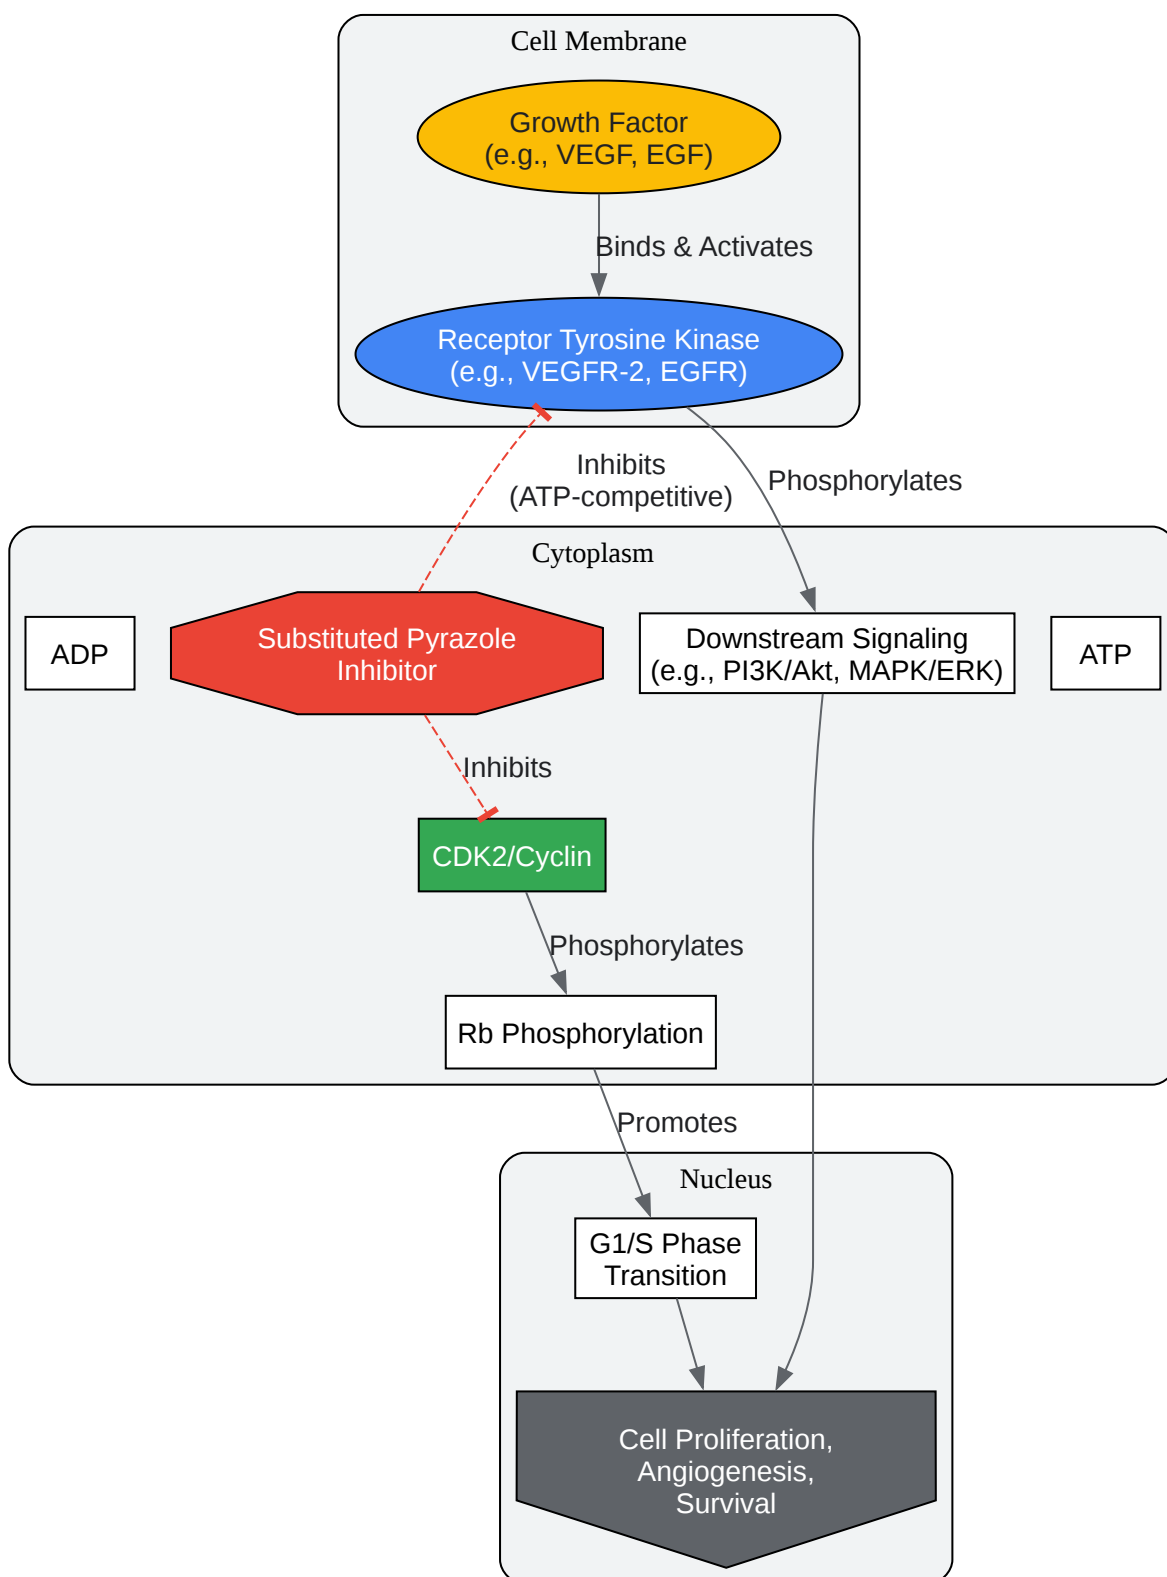 Cell Membrane
Growth Factor
(e.g., VEGF, EGF)
Binds & Activates
Receptor Tyrosine Kinase
(e.g., VEGFR-2, EGFR)
Inhibits
(ATP-competitive)
Phosphorylates
Cytoplasm
ADP
Substituted Pyrazole
Inhibitor
Downstream Signaling
(e.g., PI3K/Akt, MAPK/ERK)
ATP
Inhibits
CDK2/Cyclin
Phosphorylates
Rb Phosphorylation
Promotes
Nucleus
G1/S Phase
Transition
Cell Proliferation,
Angiogenesis,
Survival